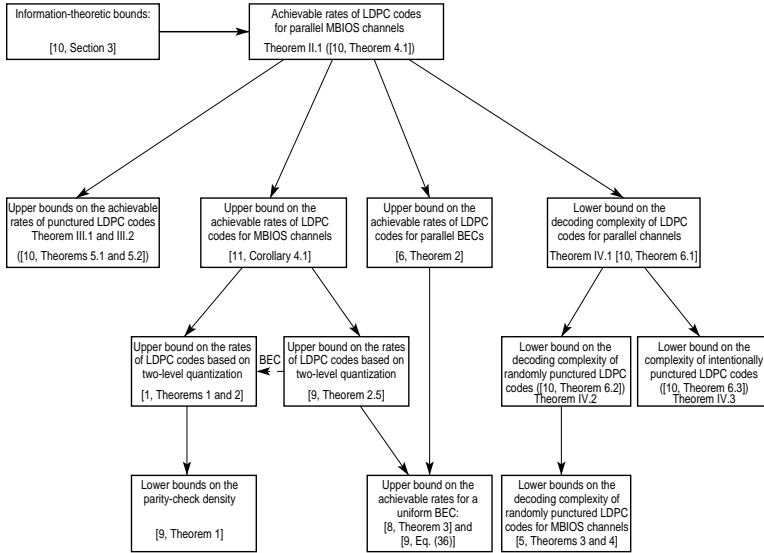 Information-theoretic bounds:
[10, Section 3]
Achievable rates of LDPC codes
for parallel MBIOS channels
Theorem II.1 ([10, Theorem 4.1])
Upper bounds on the achievable
rates of punctured LDPC codes
Theorem III.1 and III.2
([10, Theorems 5.1 and 5.2])
Upper bound on the
achievable rates of LDPC
codes for MBIOS channels
[11, Corollary 4.1]
Upper bound on the
achievable rates of LDPC
codes for parallel BECs
[6, Theorem 2]
Lower bound on the
decoding complexity of LDPC
codes for parallel channels
Theorem IV.1 [10, Theorem 6.1]
Upper bound on the rates
of LDPC codes based on
two-level quantization
[1, Theorems 1 and 2]
BEC
Upper bound on the rates
of LDPC codes based on
two-level quantization
[9, Theorem 2.5]
Lower bound on the
decoding complexity of
randomly punctured LDPC
codes ([10, Theorem 6.2])
Theorem IV.2
Lower bound on the
complexity of intentionally
punctured LDPC codes
([10, Theorem 6.3])
Theorem IV.3
Lower bounds on the
parity-check density
[9, Theorem 1]
Upper bound on the
achievable rates for a
uniform BEC:
[8, Theorem 3] and
[9, Eq. (36)]
Lower bounds on the
decoding complexity of
randomly punctured LDPC
codes for MBIOS channels
[5, Theorems 3 and 4]